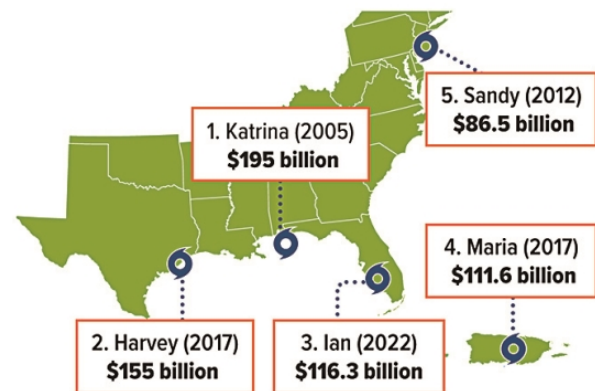 1. Katrina (2005)
$195 billion
2. Harvey (2017)
$155 billion
3. Ian (2022)
$116.3 billion
4. Maria (2017)
$111.6 billion
5. Sandy (2012)
$86.5 billion